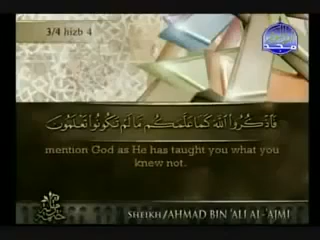 3/4 hizb 4
فَاذْكُرُوا اللَّهَ كَمَا عَلَّمَكُم مَّا لَمْ تَكُونُوا تَعْلَمُونَ
mention God as He has taught you what you
knew not.
SHEIKH/AHMAD BIN 'ALI AL-'AJMI